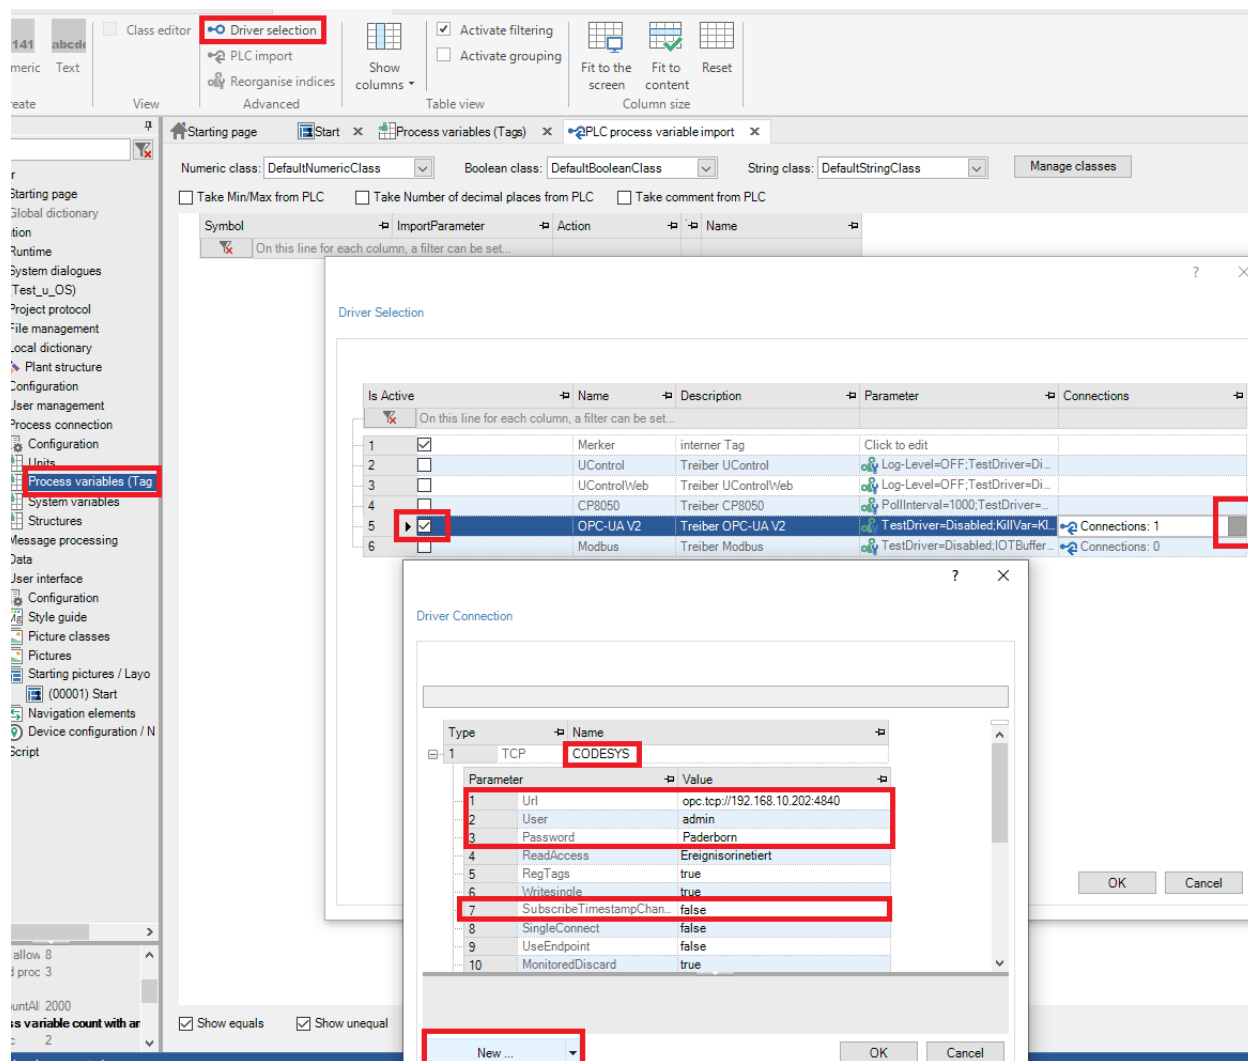 141 abcd Class editor Driver selection Activate filtering
meric Text PLC import Show columns Activate grouping Fit to the screen Fit to content Reset
Reorganise indices
eate View Advanced Table view Column size
Starting page Start Process variables (Tags) PLC process variable import
Numeric class: DefaultNumericClass Boolean class: DefaultBooleanClass String class: DefaultStringClass Manage classes
Take Min/Max from PLC Take Number of decimal places from PLC Take comment from PLC
Symbol ImportParameter Action Name
On this line for each column, a filter can be set...
r
Starting page
Global dictionary
tion
Runtime
System dialogues
(Test_u_OS)
Project protocol
File management
Local dictionary
Plant structure
Configuration
User management
Process connection
Configuration
Units
Process variables (Tag
System variables
Structures
Message processing
Data
User interface
Configuration
Style guide
Picture classes
Pictures
Starting pictures / Layo
(00001) Start
Navigation elements
Device configuration / N
Script
allow 8
d proc 3
ountAll 2000
ss variable count with ar
c 2
Show equals Show unequal
?
Driver Selection
Is Active Name Description Parameter Connections
On this line for each column, a filter can be set...
1 Merker interner Tag Click to edit
2 UControl Treiber UControl Log-Level=OFF;TestDriver=Di...
3 UControlWeb Treiber UControlWeb Log-Level=OFF;TestDriver=Di...
4 CP8050 Treiber CP8050 PollInterval=1000;TestDriver=...
5 OPC-UA V2 Treiber OPC-UA V2 TestDriver=Disabled;KillVar=Kl... Connections: 1
6 Modbus Treiber Modbus TestDriver=Disabled;IOTBuffer... Connections: 0
OK Cancel
?
Driver Connection
Type Name
1 TCP CODESYS
Parameter Value
1 Url opc.tcp://192.168.10.202:4840
2 User admin
3 Password Paderborn
4 ReadAccess Ereignisorinetiert
5 RegTags true
6 Writesingle true
7 SubscribeTimestampChan... false
8 SingleConnect false
9 UseEndpoint false
10 MonitoredDiscard true
New ... OK Cancel